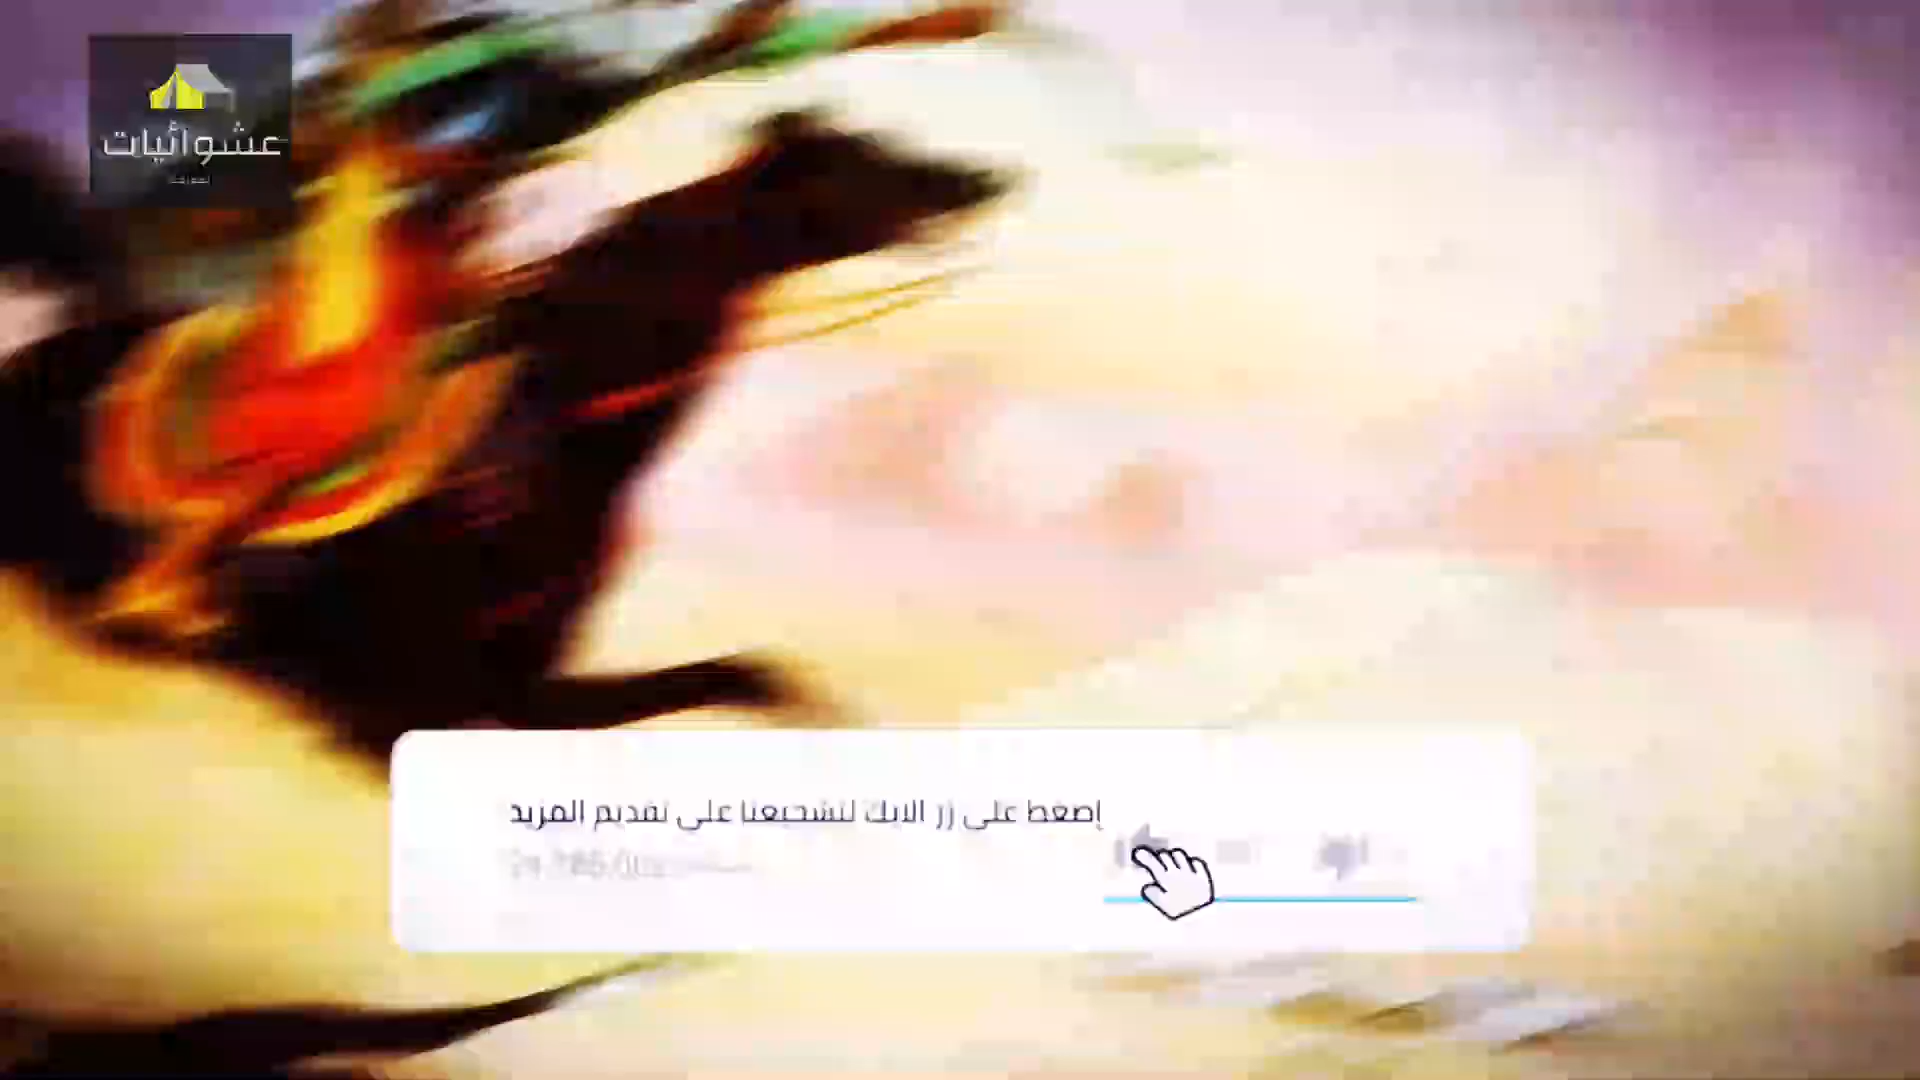 عشوائيات
إضغط على زر الايك لتشجيعنا على تقديم المزيد